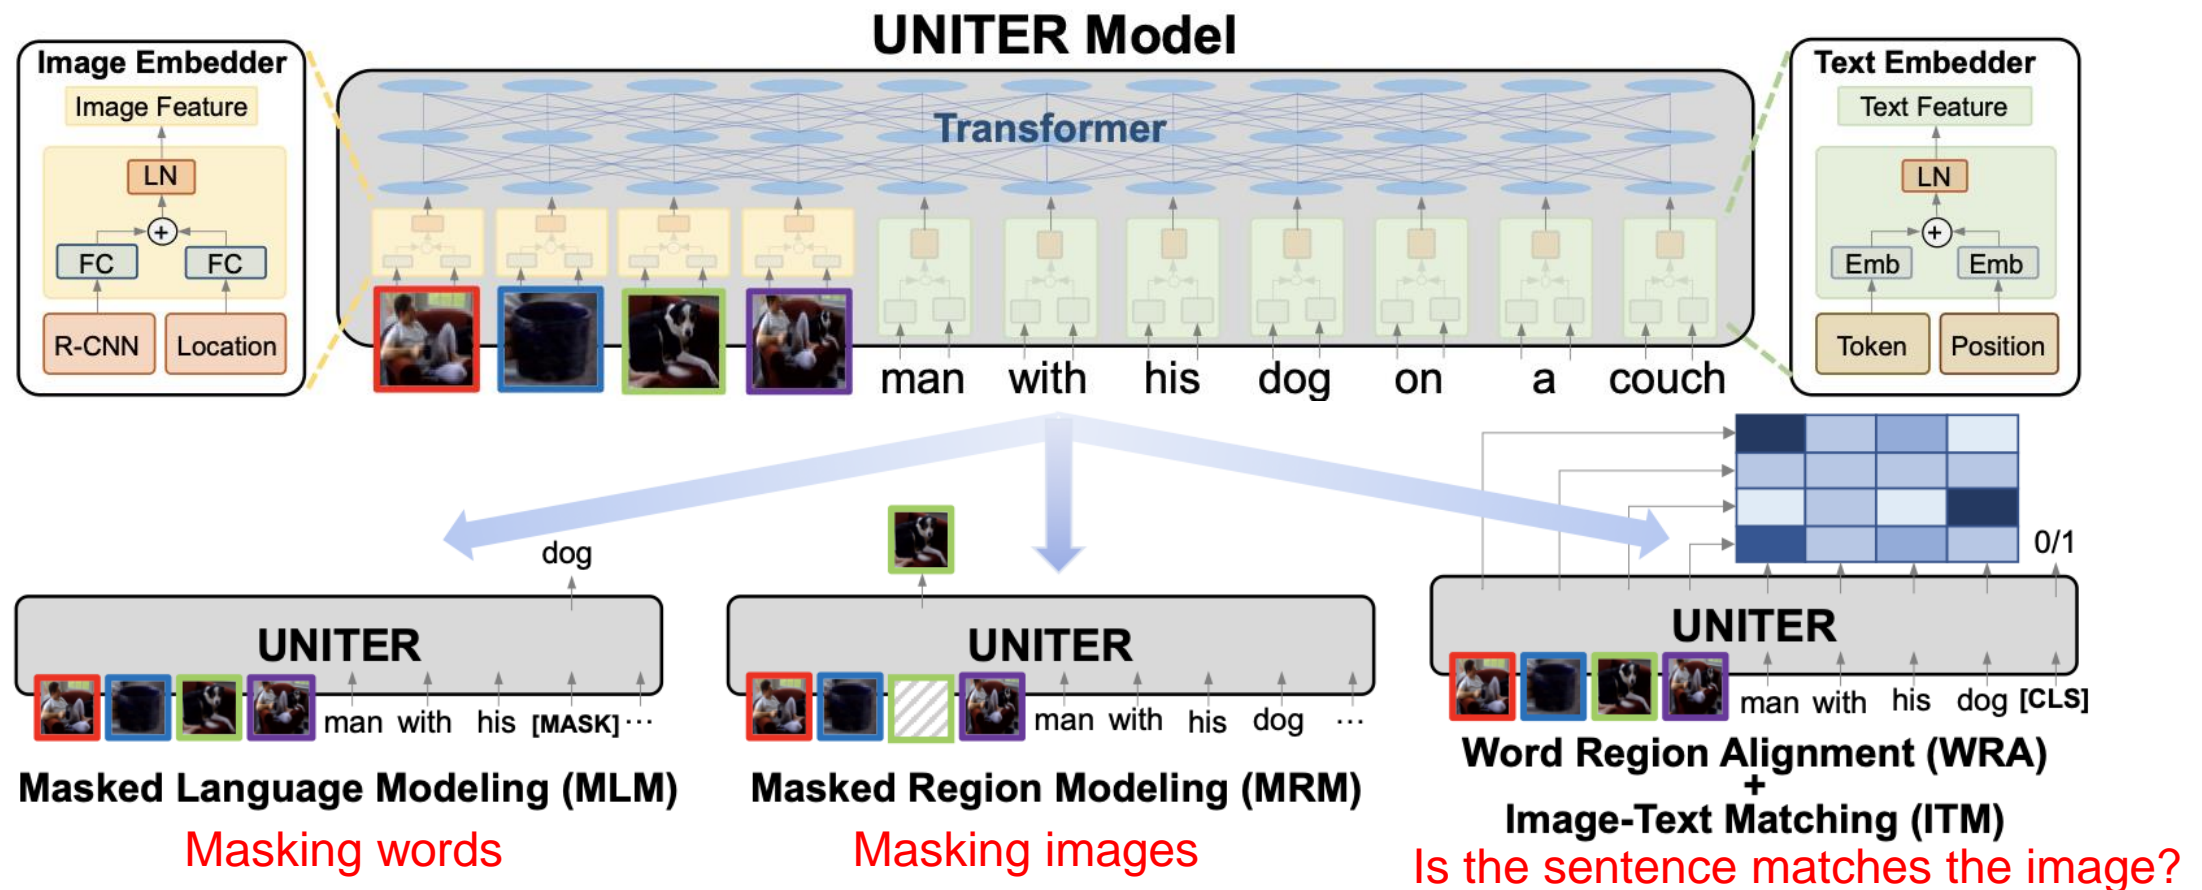 UNITER Model
Image Embedder
Image Feature
LN
+
FC FC
R-CNN Location
Transformer
man with his dog on a couch
Text Embedder
Text Feature
LN
+
Emb Emb
Token Position
dog
UNITER
man with his [MASK] ...
Masked Language Modeling (MLM)
Masking words
UNITER
man with his dog ...
Masked Region Modeling (MRM)
Masking images
0/1
UNITER
man with his dog [CLS]
Word Region Alignment (WRA)
+
Image-Text Matching (ITM)
Is the sentence matches the image?